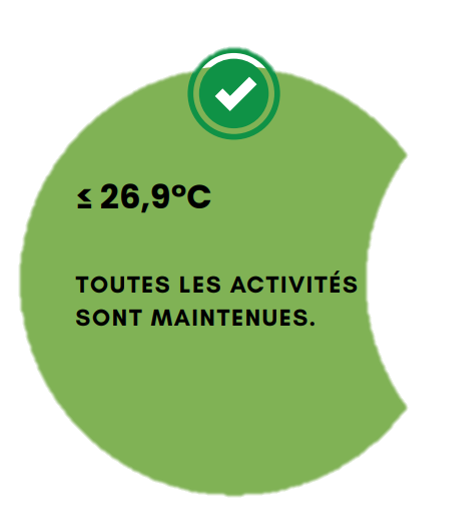 ≤ 26,9°C
TOUTES LES ACTIVITÉS
SONT MAINTENUES.